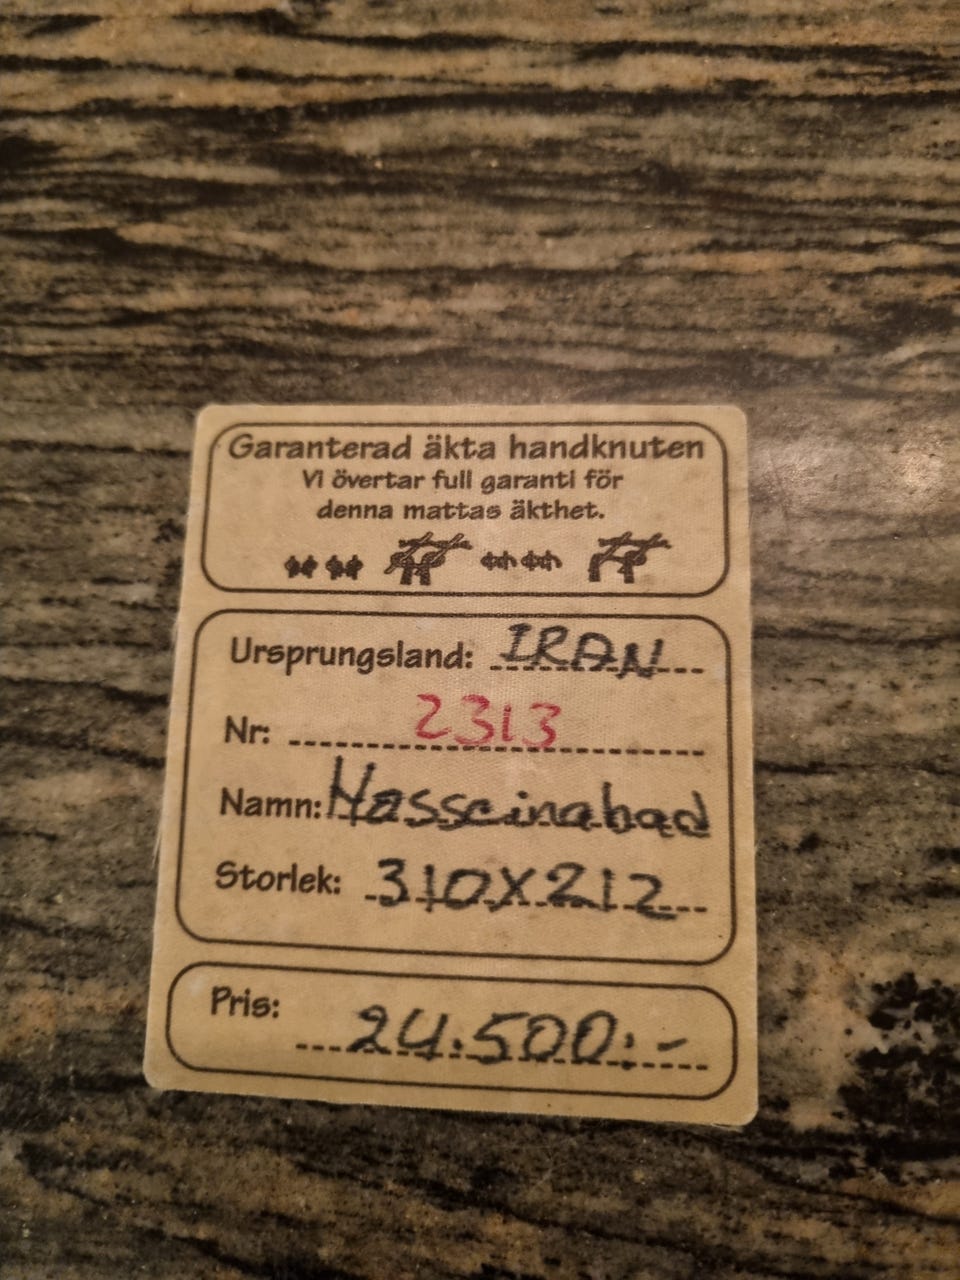 Garanterad äkta handknuten
Vi övertar full garanti för
denna mattas äkthet.
Ursprungsland: IRAN
Nr: 2313
Namn: Hasseinabad
Storlek: 310X212
Pris: 24.500:-